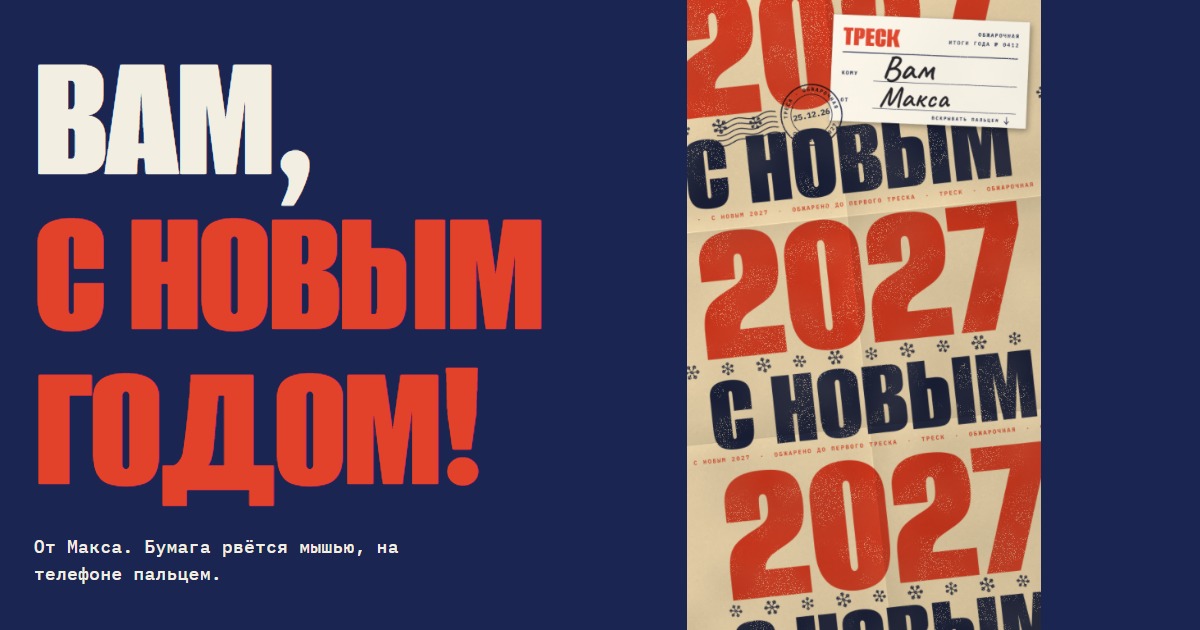 ВАМ,
С НОВЫМ
ГОДОМ!
От Макса. Бумага рвётся мышью, на
телефоне пальцем.
2027
ТРЕСК
ОБЖАРОЧНАЯ
ИТОГИ ГОДА № 0412
КОМУ Вам
ОТ Макса
ВСКРЫВАТЬ ПАЛЬЦЕМ ↓
25.12.26
С НОВЫМ
· С НОВЫМ 2027 · ОБЖАРЕНО ДО ПЕРВОГО ТРЕСКА · ТРЕСК · ОБЖАРОЧНАЯ
2027
С НОВЫМ
С НОВЫМ 2027 · ОБЖАРЕНО ДО ПЕРВОГО ТРЕСКА · ТРЕСК · ОБЖАРОЧНАЯ ·
2027
С НОВЫМ